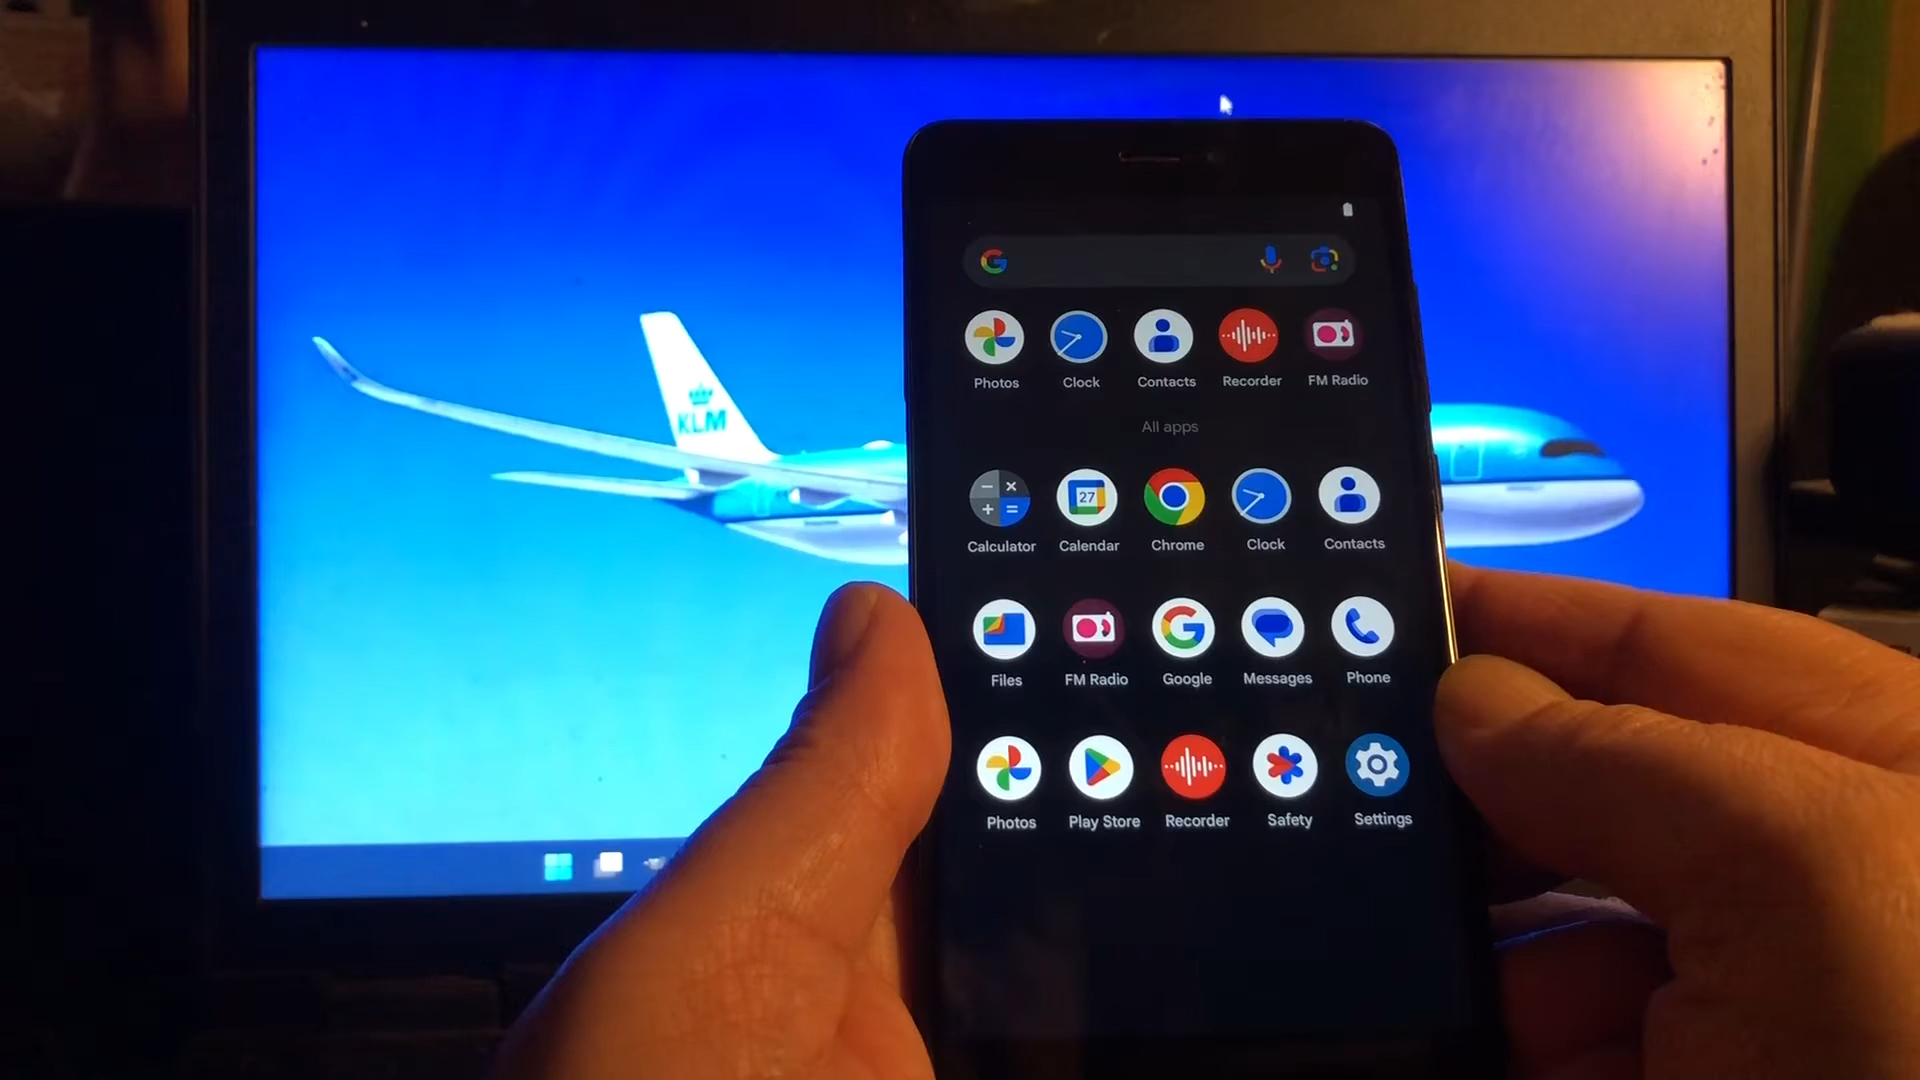 KLM
Photos Clock Contacts Recorder FM Radio
All apps
27
Calculator Calendar Chrome Clock Contacts
Files FM Radio Google Messages Phone
Photos Play Store Recorder Safety Settings